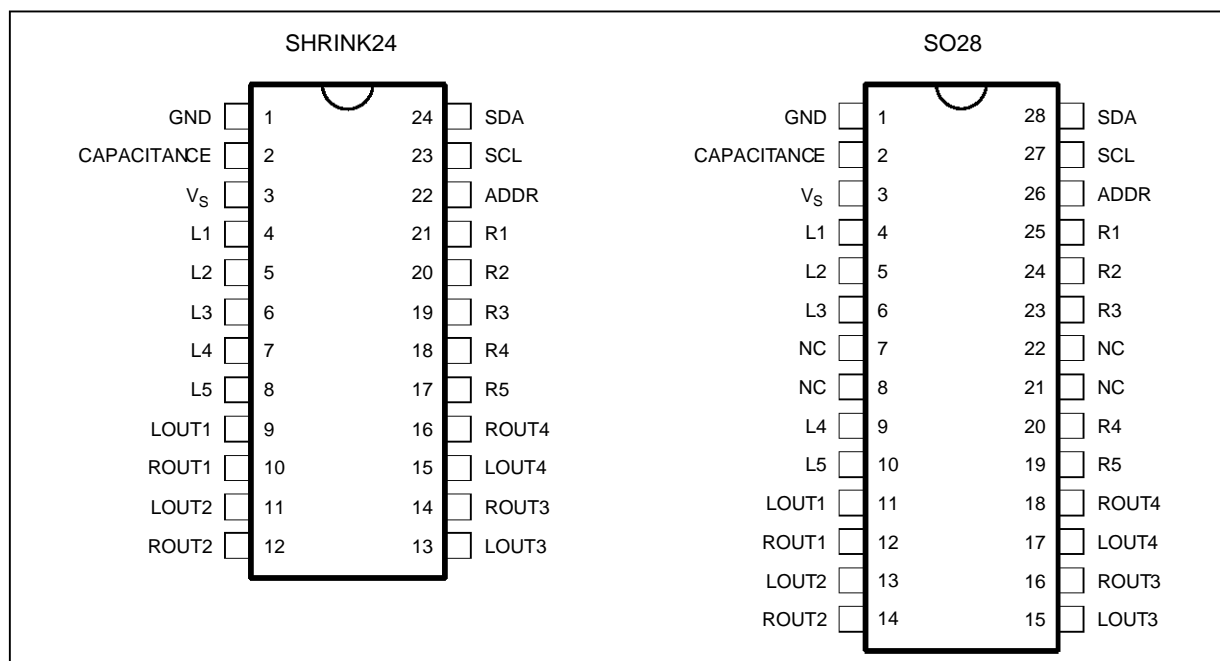 SHRINK24
GND 1 24 SDA
CAPACITANCE 2 23 SCL
VS 3 22 ADDR
L1 4 21 R1
L2 5 20 R2
L3 6 19 R3
L4 7 18 R4
L5 8 17 R5
LOUT1 9 16 ROUT4
ROUT1 10 15 LOUT4
LOUT2 11 14 ROUT3
ROUT2 12 13 LOUT3
SO28
GND 1 28 SDA
CAPACITANCE 2 27 SCL
VS 3 26 ADDR
L1 4 25 R1
L2 5 24 R2
L3 6 23 R3
NC 7 22 NC
NC 8 21 NC
L4 9 20 R4
L5 10 19 R5
LOUT1 11 18 ROUT4
ROUT1 12 17 LOUT4
LOUT2 13 16 ROUT3
ROUT2 14 15 LOUT3